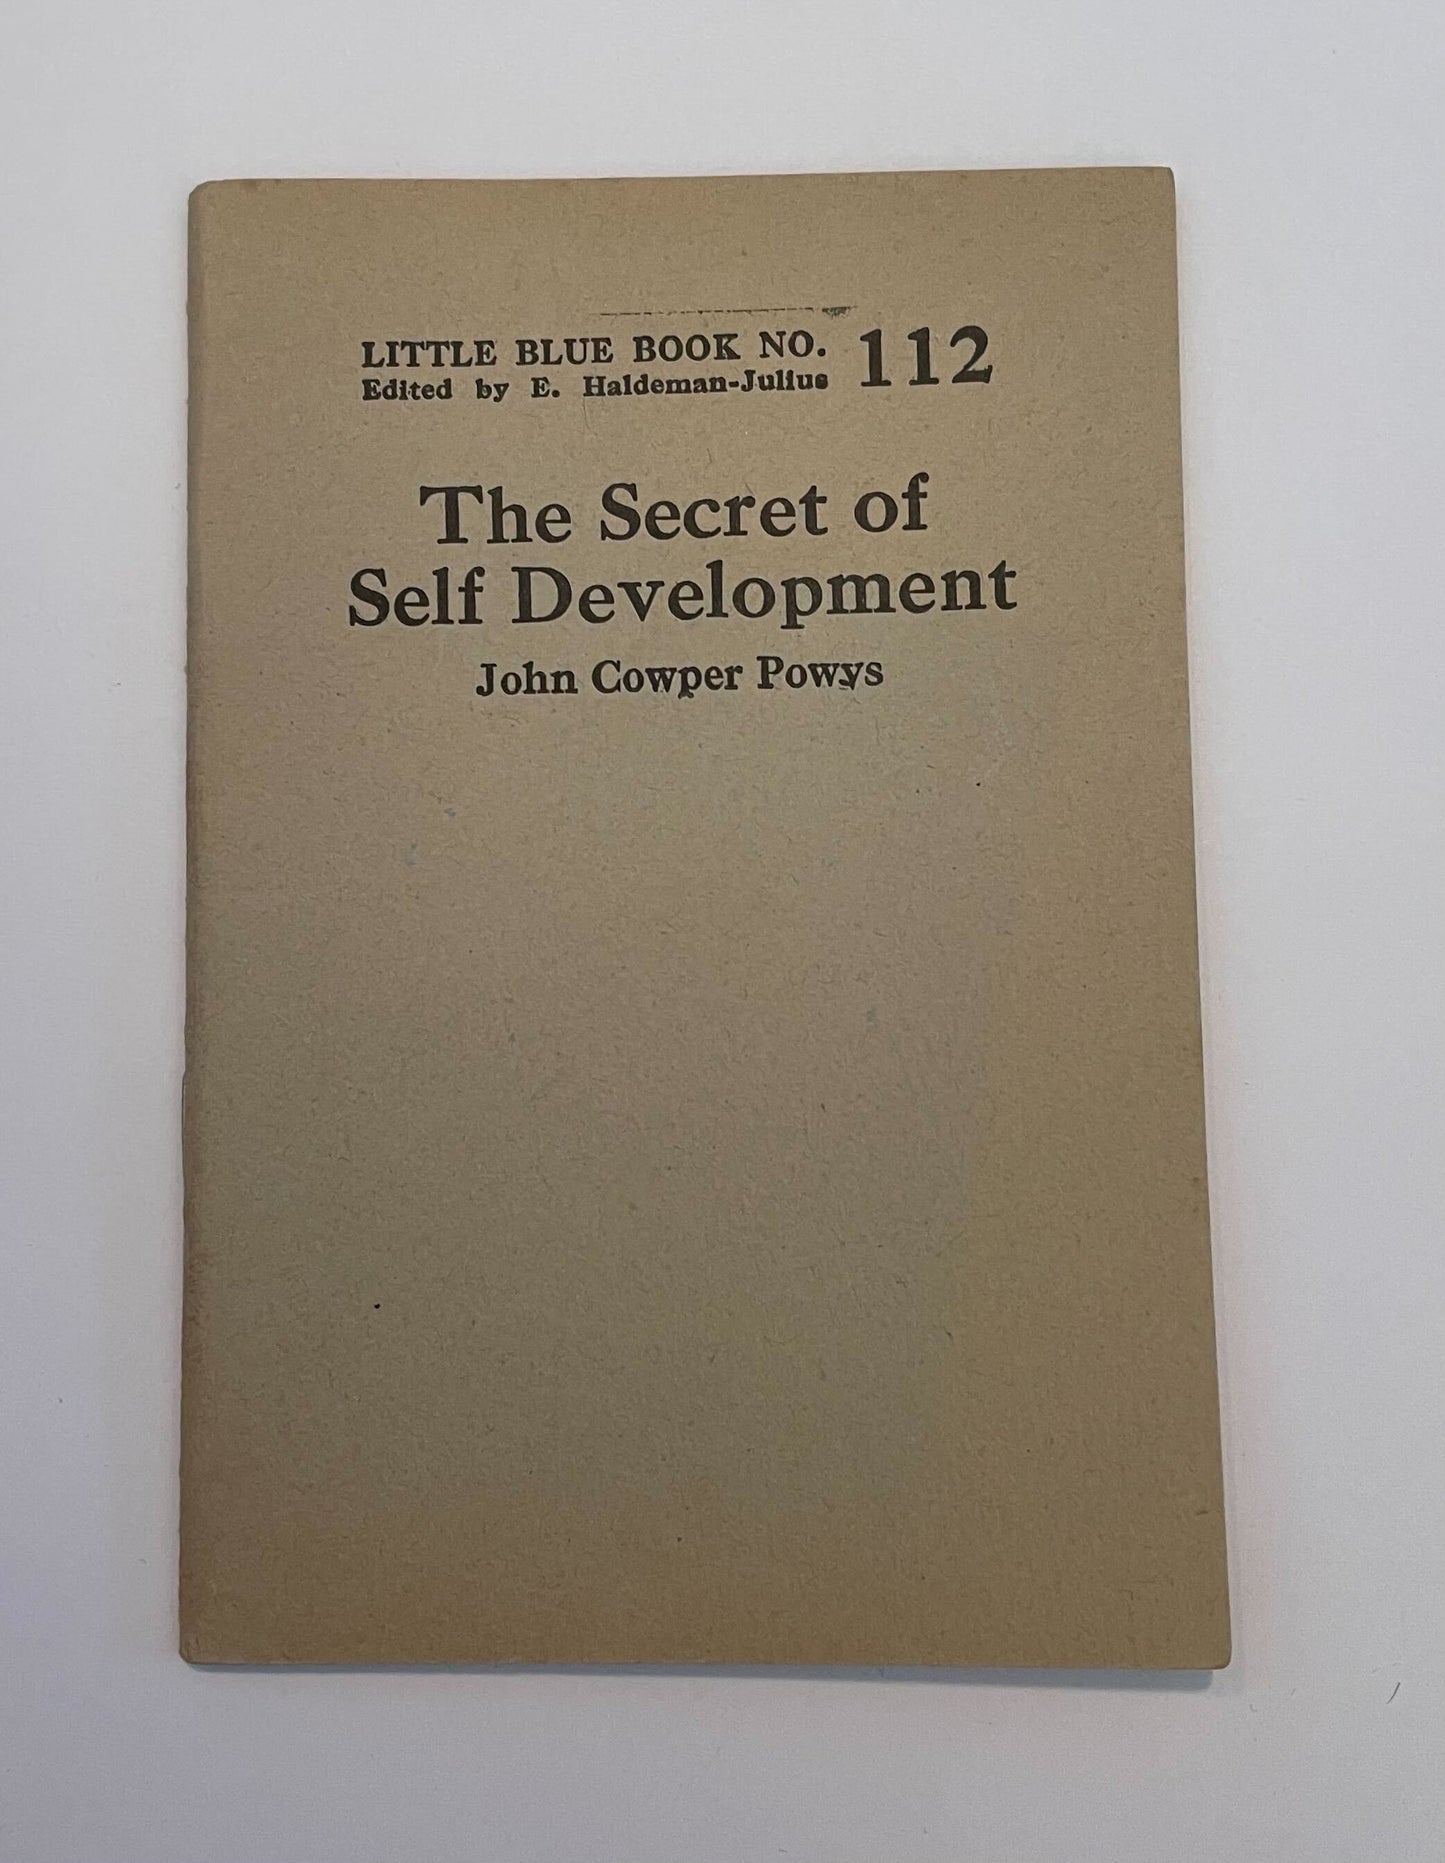 LITTLE BLUE BOOK NO. 112
Edited by E. Haldeman-Julius
The Secret of
Self Development
John Cowper Powys